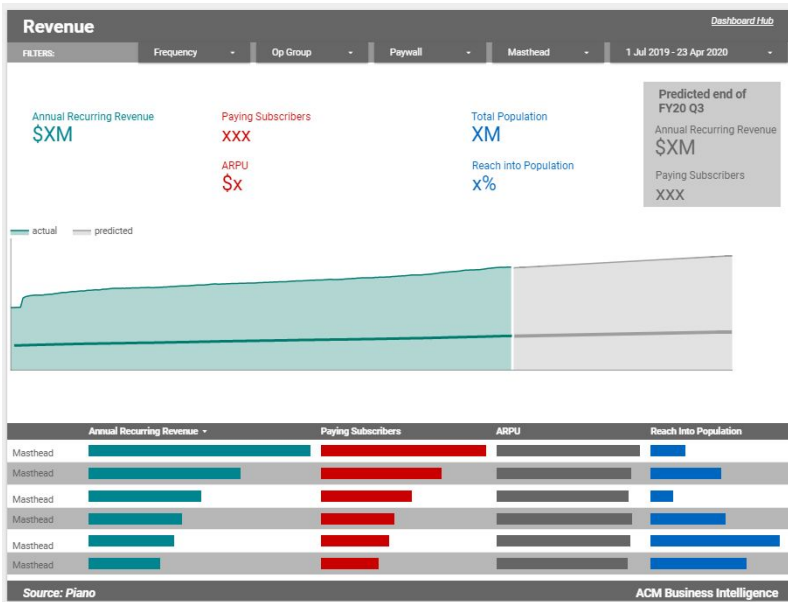 Revenue
Dashboard Hub
FILTERS:
Frequency
Op Group
Paywall
Masthead
1 Jul 2019 - 23 Apr 2020
Annual Recurring Revenue
$XM
Paying Subscribers
xxx
ARPU
$x
Total Population
XM
Reach into Population
x%
Predicted end of
FY20 Q3
Annual Recurring Revenue
$XM
Paying Subscribers
xxx
actual
predicted
Annual Recurring Revenue
Paying Subscribers
ARPU
Reach Into Population
Masthead
Masthead
Masthead
Masthead
Masthead
Masthead
Source: Piano
ACM Business Intelligence